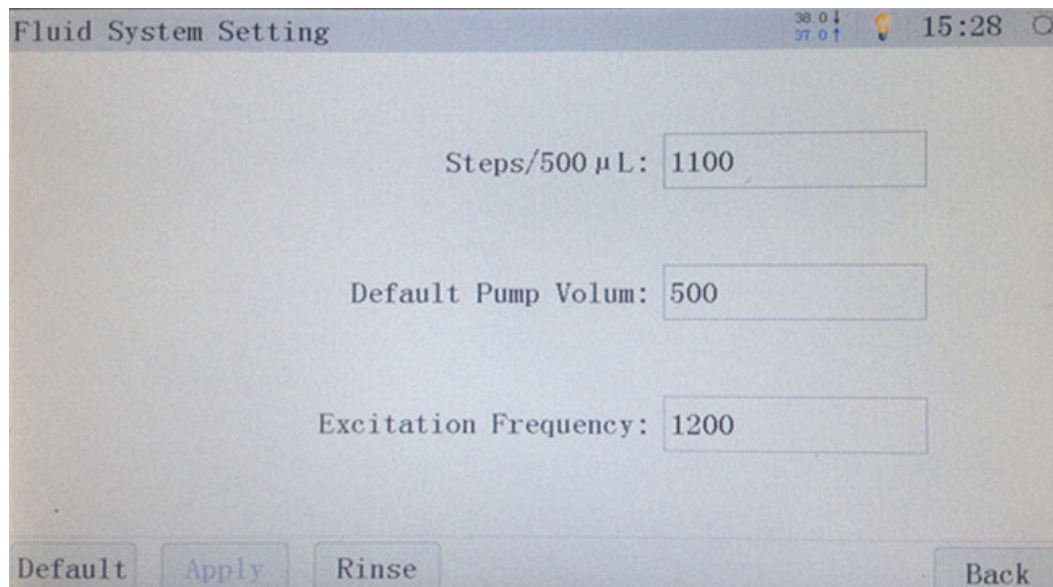 Fluid System Setting 38.0↓ 37.0↑ 15:28
Steps/500μL: 1100
Default Pump Volum: 500
Excitation Frequency: 1200
Default Apply Rinse Back